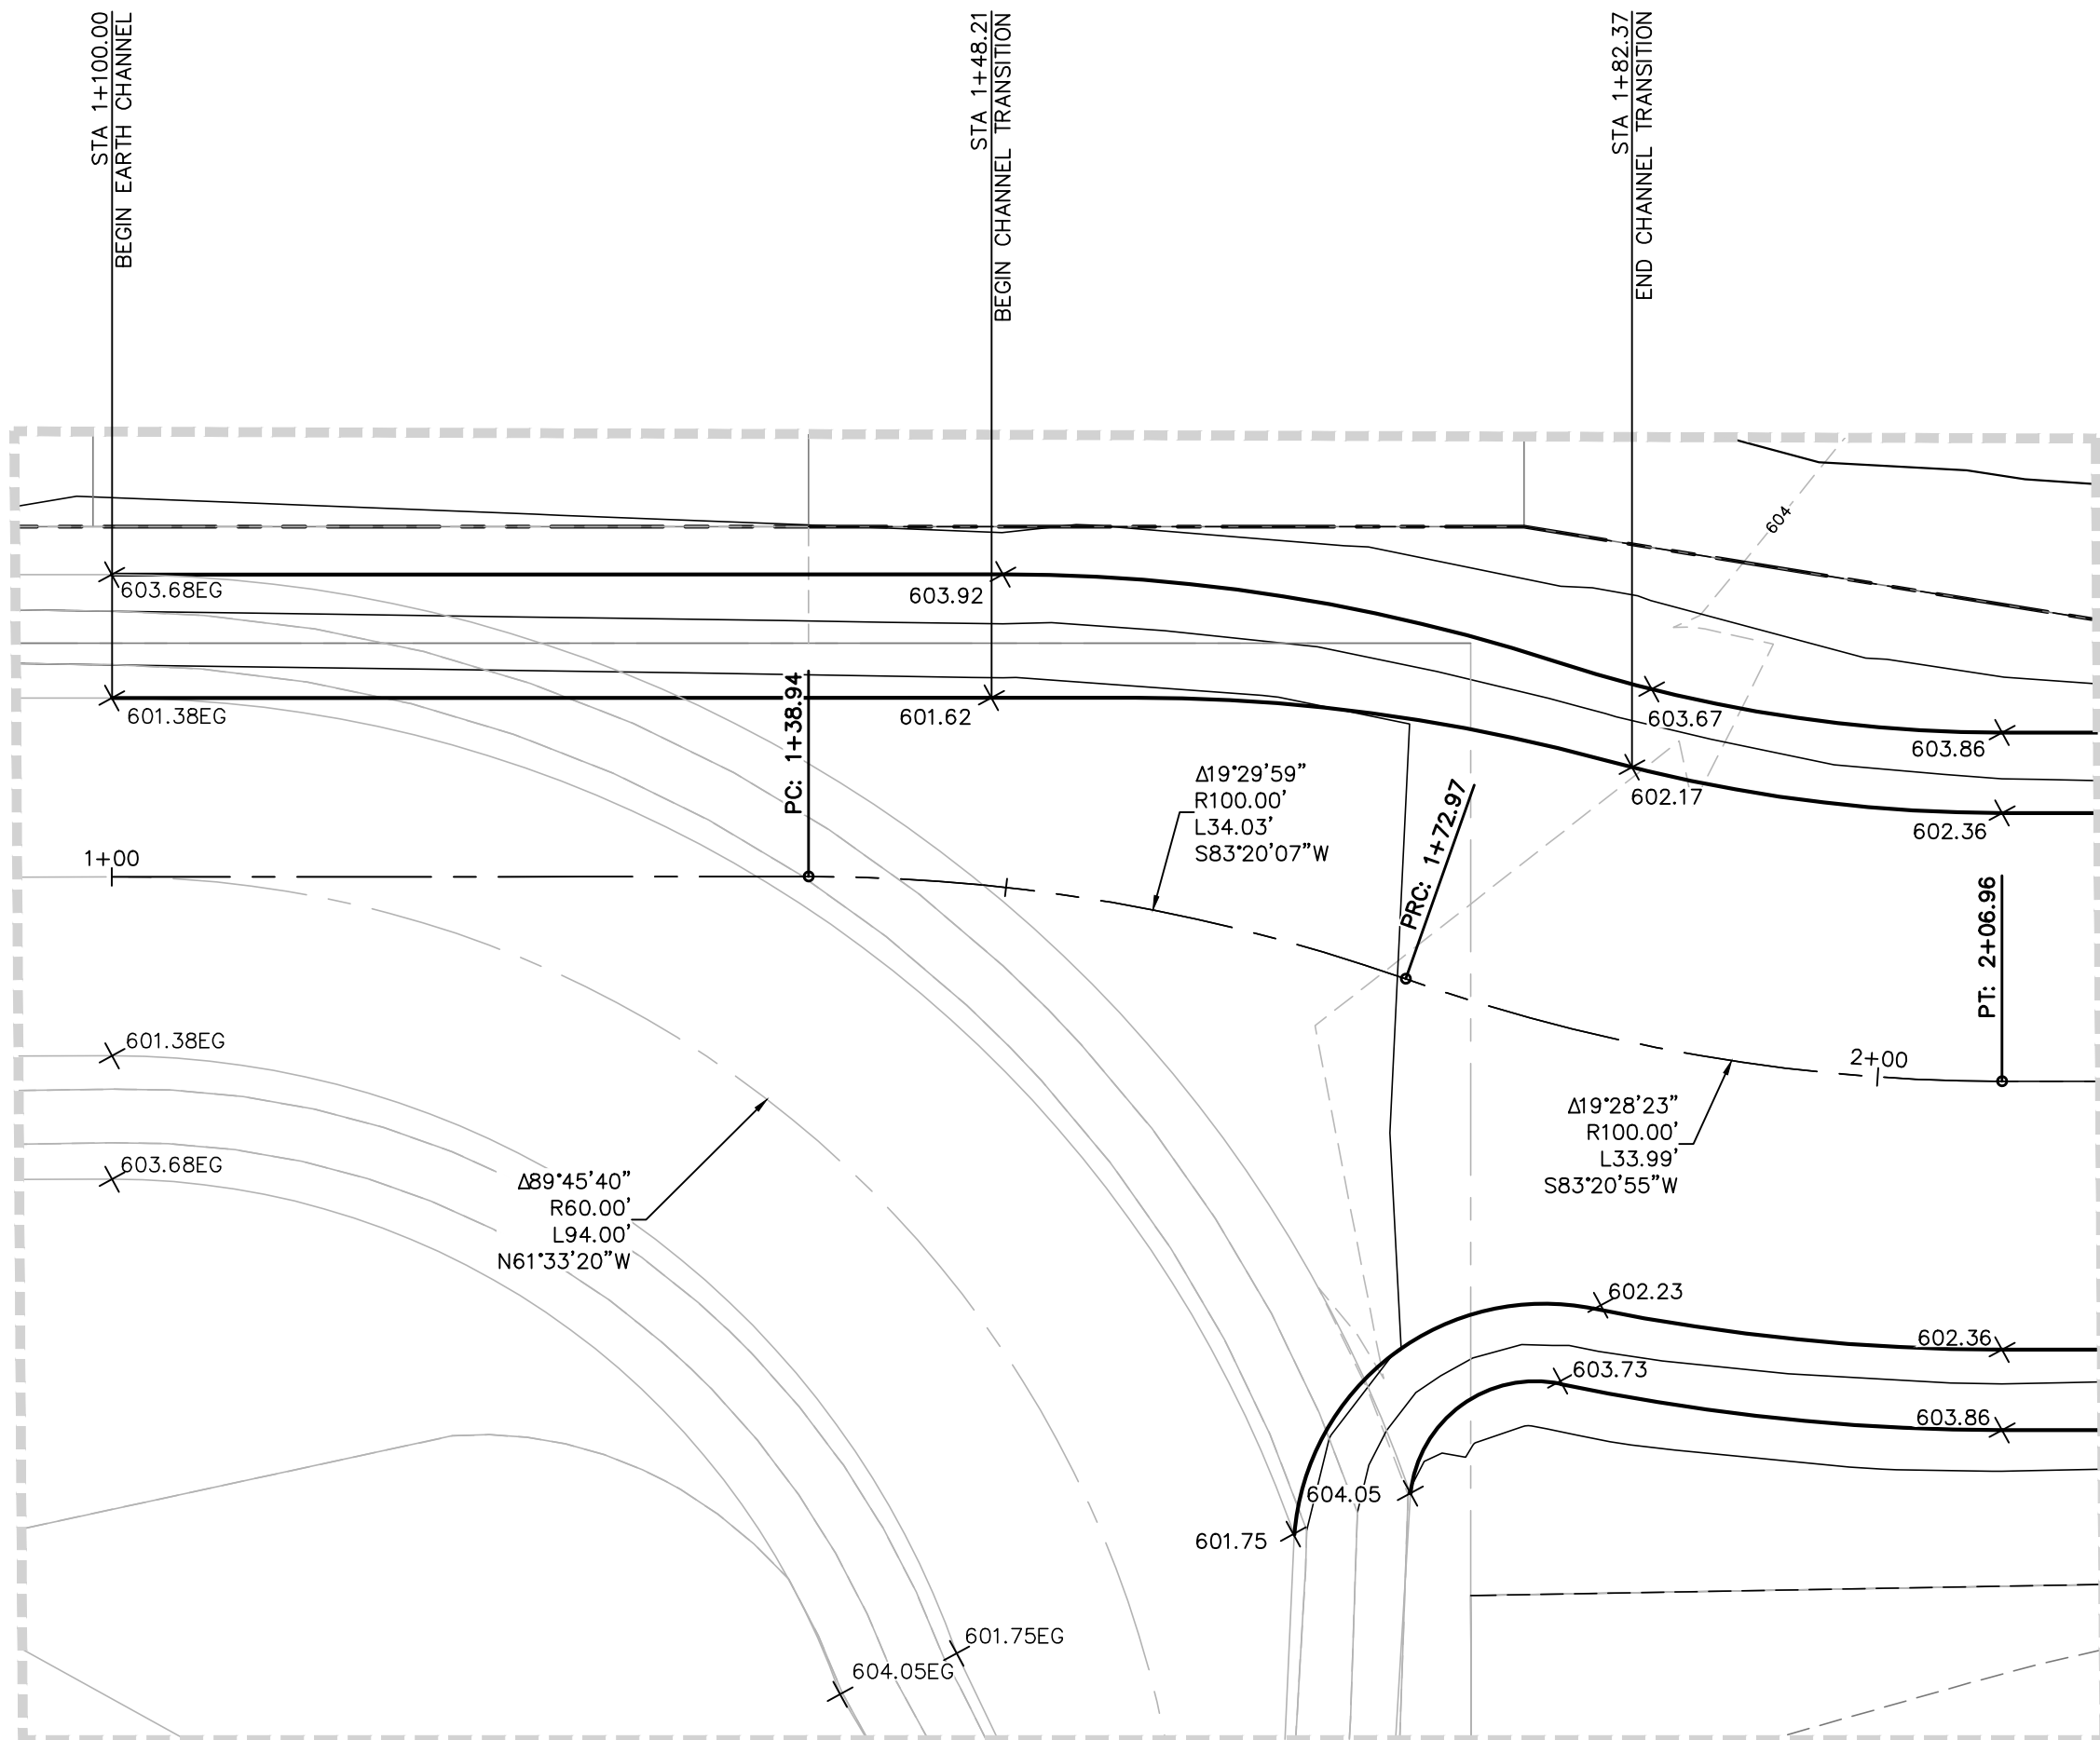 STA 1+100.00
BEGIN EARTH CHANNEL
STA 1+48.21
BEGIN CHANNEL TRANSITION
STA 1+82.37
END CHANNEL TRANSITION
604
603.68EG
603.92
601.38EG
601.62
603.67
603.86
602.17
602.36
PC: 1+38.94
Δ19°29'59"
R100.00'
L34.03'
S83°20'07"W
PRC: 1+72.97
1+00
PT: 2+06.96
601.38EG
2+00
603.68EG
Δ89°45'40"
R60.00'
L94.00'
N61°33'20"W
Δ19°28'23"
R100.00'
L33.99'
S83°20'55"W
602.23
602.36
603.73
603.86
604.05
601.75
601.75EG
604.05EG